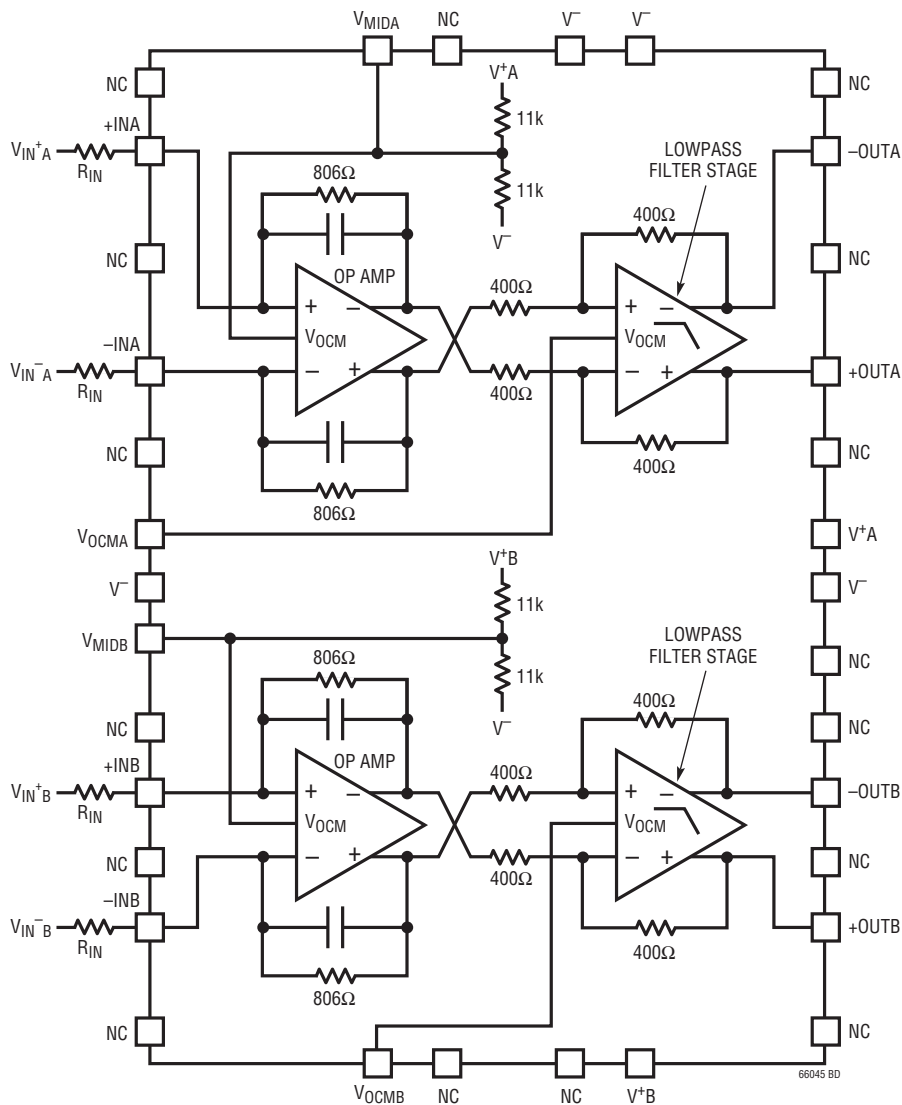 VMIDA NC V– V–
NC
V+A
11k
+INA
VIN+A
RIN
LOWPASS
FILTER STAGE
–OUTA
NC
806Ω
11k
V–
400Ω
NC
NC
OP AMP
+ –
VOCM
– +
400Ω
400Ω
+ –
VOCM
– +
–INA
VIN–A
RIN
+OUTA
NC
806Ω
400Ω
NC
VOCMA
V+A
V–
V+B
11k
V–
VMIDB
LOWPASS
FILTER STAGE
NC
806Ω
11k
V–
400Ω
NC
NC
+INB
VIN+B
RIN
OP AMP
+ –
VOCM
– +
400Ω
400Ω
+ –
VOCM
– +
–OUTB
NC
NC
–INB
VIN–B
RIN
+OUTB
806Ω
400Ω
NC
NC
VOCMB NC NC V+B
66045 BD